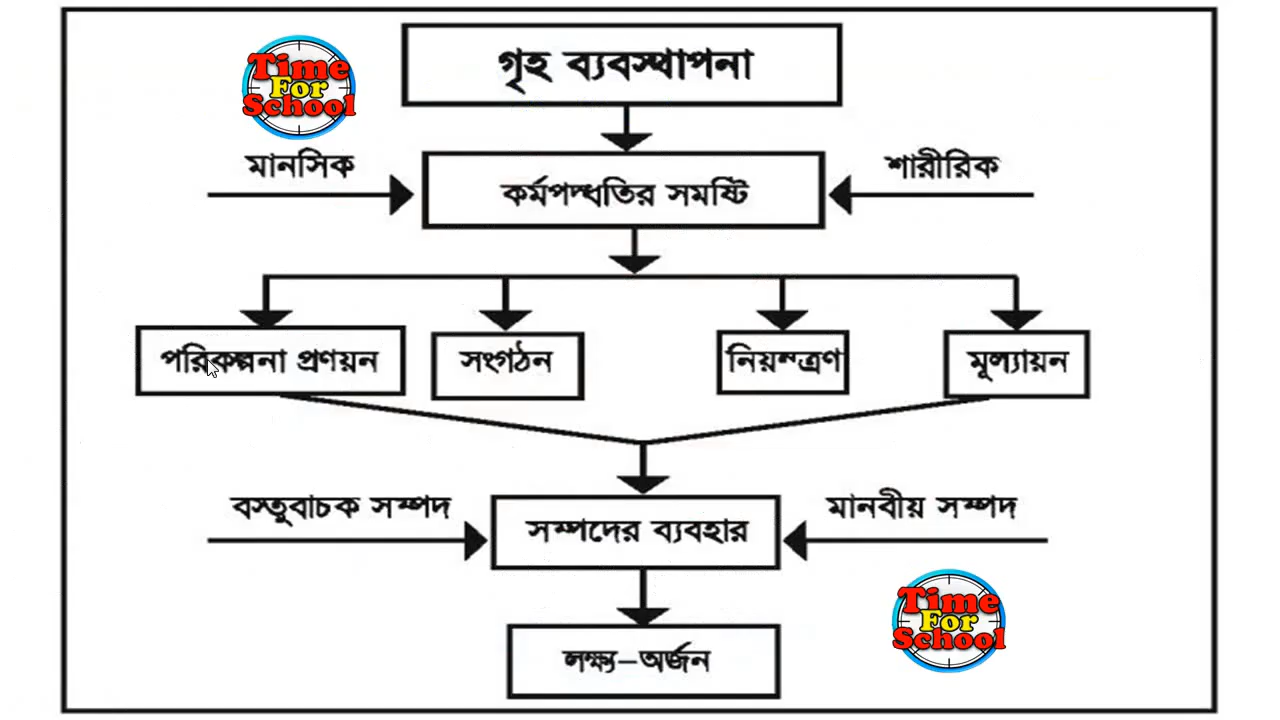 গৃহ ব্যবস্থাপনা
Time
For
School
মানসিক
শারীরিক
কর্মপদ্ধতির সমষ্টি
পরিকল্পনা প্রণয়ন
সংগঠন
নিয়ন্ত্রণ
মূল্যায়ন
বস্তুবাচক সম্পদ
মানবীয় সম্পদ
সম্পদের ব্যবহার
Time
For
School
লক্ষ্য-অর্জন